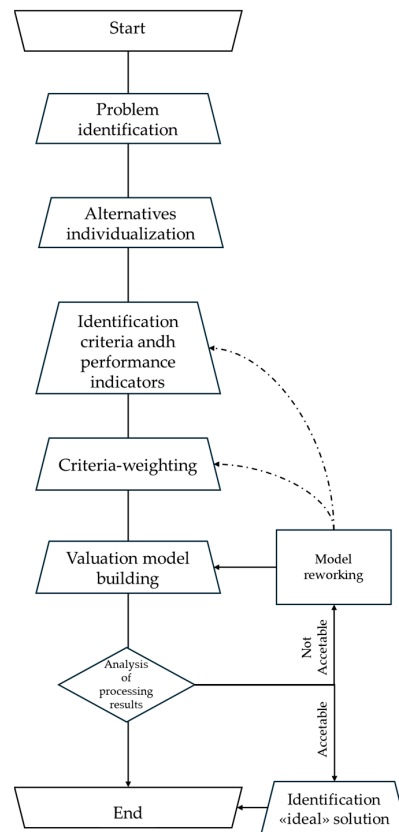 Start
Problem
identification
Alternatives
individualization
Identification
criteria andh
performance
indicators
Criteria-weighting
Valuation model
building
Model
reworking
Analysis
of
processing
results
Not
Accetable
Accetable
End
Identification
«ideal» solution